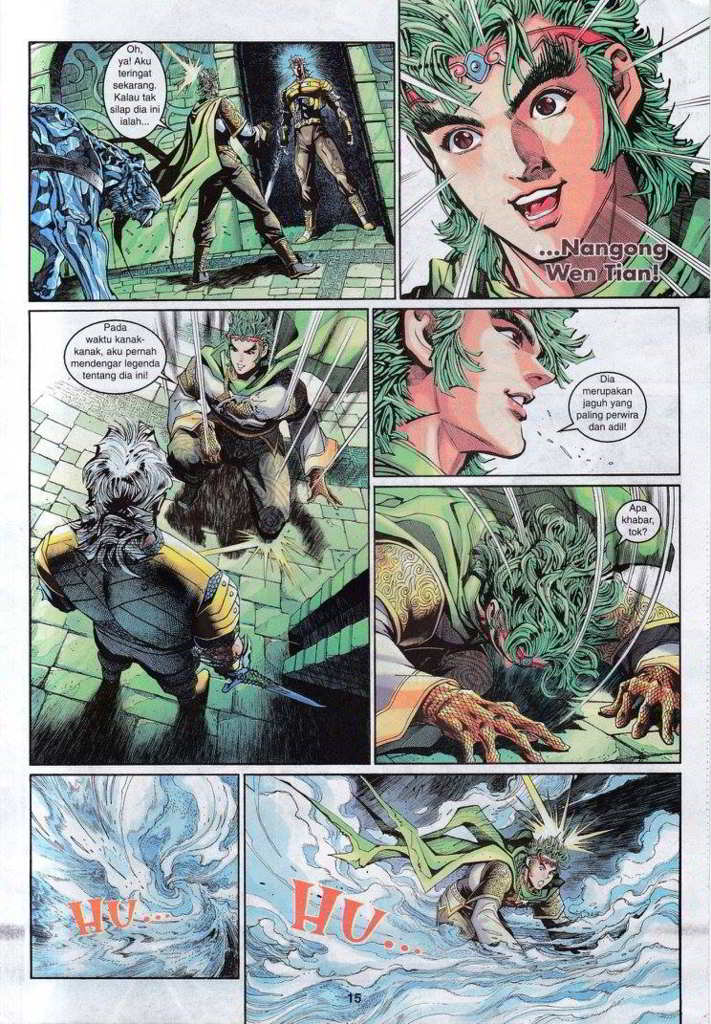 Oh,
ya! Aku
teringat
sekarang.
Kalau tak
silap dia ini
ialah...
...Nangong
Wen Tian!
Pada
waktu kanak-
kanak, aku pernah
mendengar legenda
tentang dia ini!
Dia
merupakan
jaguh yang
paling perwira
dan adil!
Apa
khabar,
tok?
HU...
HU...
15